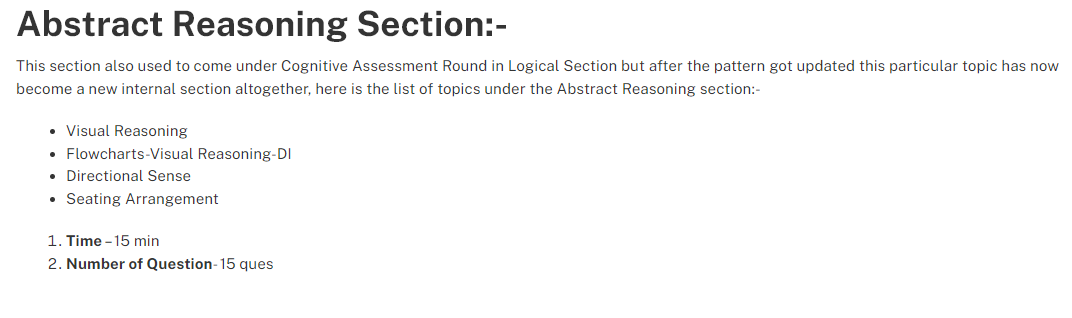 Abstract Reasoning Section:-
This section also used to come under Cognitive Assessment Round in Logical Section but after the pattern got updated this particular topic has now
become a new internal section altogether, here is the list of topics under the Abstract Reasoning section:-
• Visual Reasoning
• Flowcharts-Visual Reasoning-DI
• Directional Sense
• Seating Arrangement
1. Time – 15 min
2. Number of Question- 15 ques